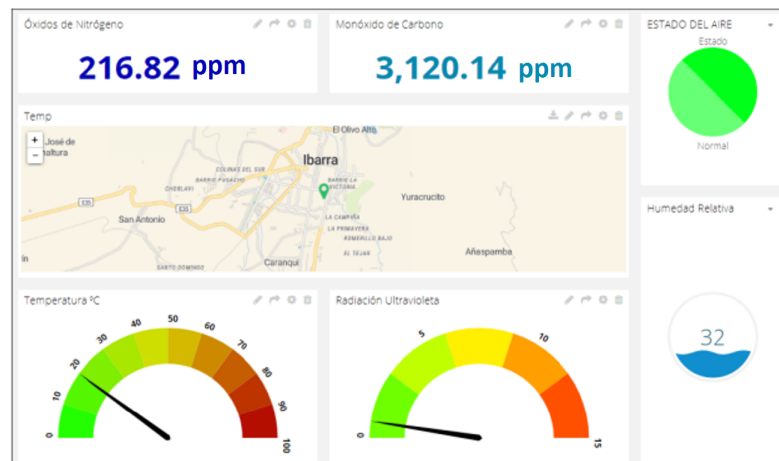 Óxidos de Nitrógeno
216.82 ppm
Monóxido de Carbono
3,120.14 ppm
ESTADO DEL AIRE
Estado
Normal
Temp
+
−
José de
El Olivo Alto
Ibarra
COLINAS DEL SUR
BARRIO PUGACHO
CHORLAVI
BARRIO LA
VICTORIA
E35
E35
San Antonio
Yuracrucito
LA CAMPIÑA
LA PRIMAVERA
ROMERILLO BAJO
EL TEJAR
Añaspamba
SANTO DOMINGO
Caranqui
Humedad Relativa
32
Temperatura ºC
0
10
20
30
40
50
60
70
80
90
100
Radiación Ultravioleta
0
5
10
15